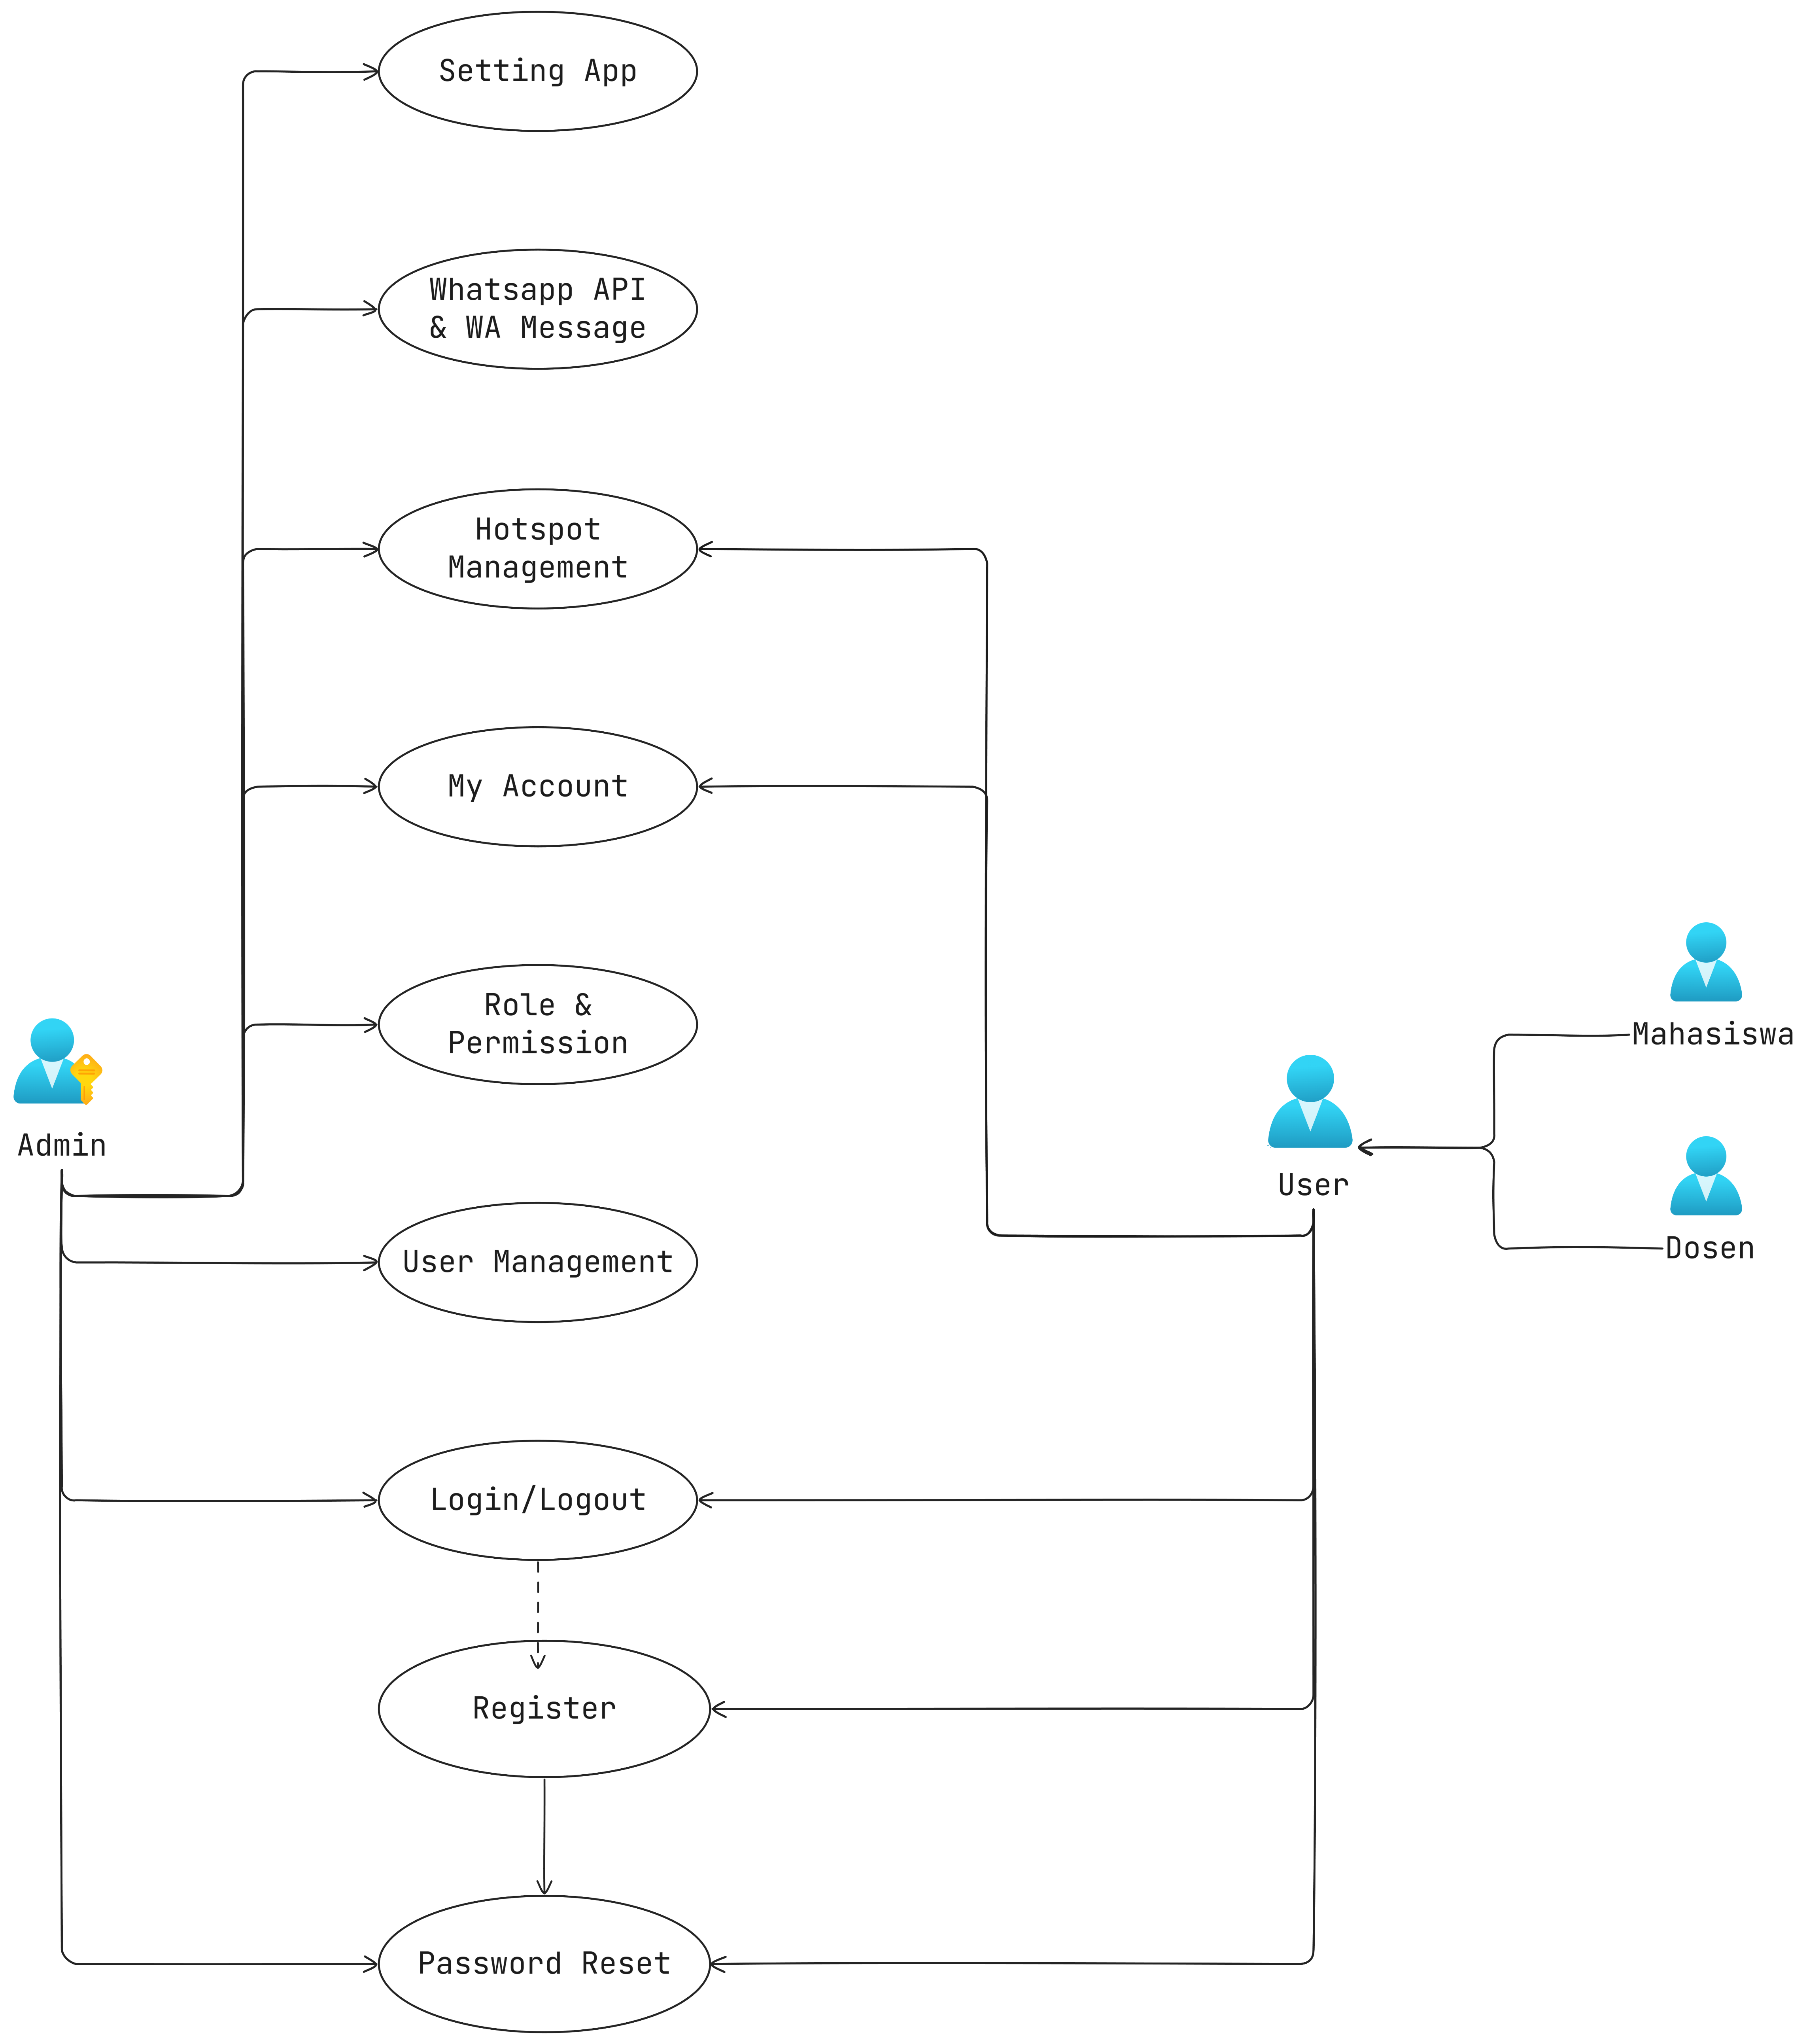 Setting App
Whatsapp API
& WA Message
Hotspot
Management
My Account
Role &
Permission
Mahasiswa
Admin
User
Dosen
User Management
Login/Logout
Register
Password Reset